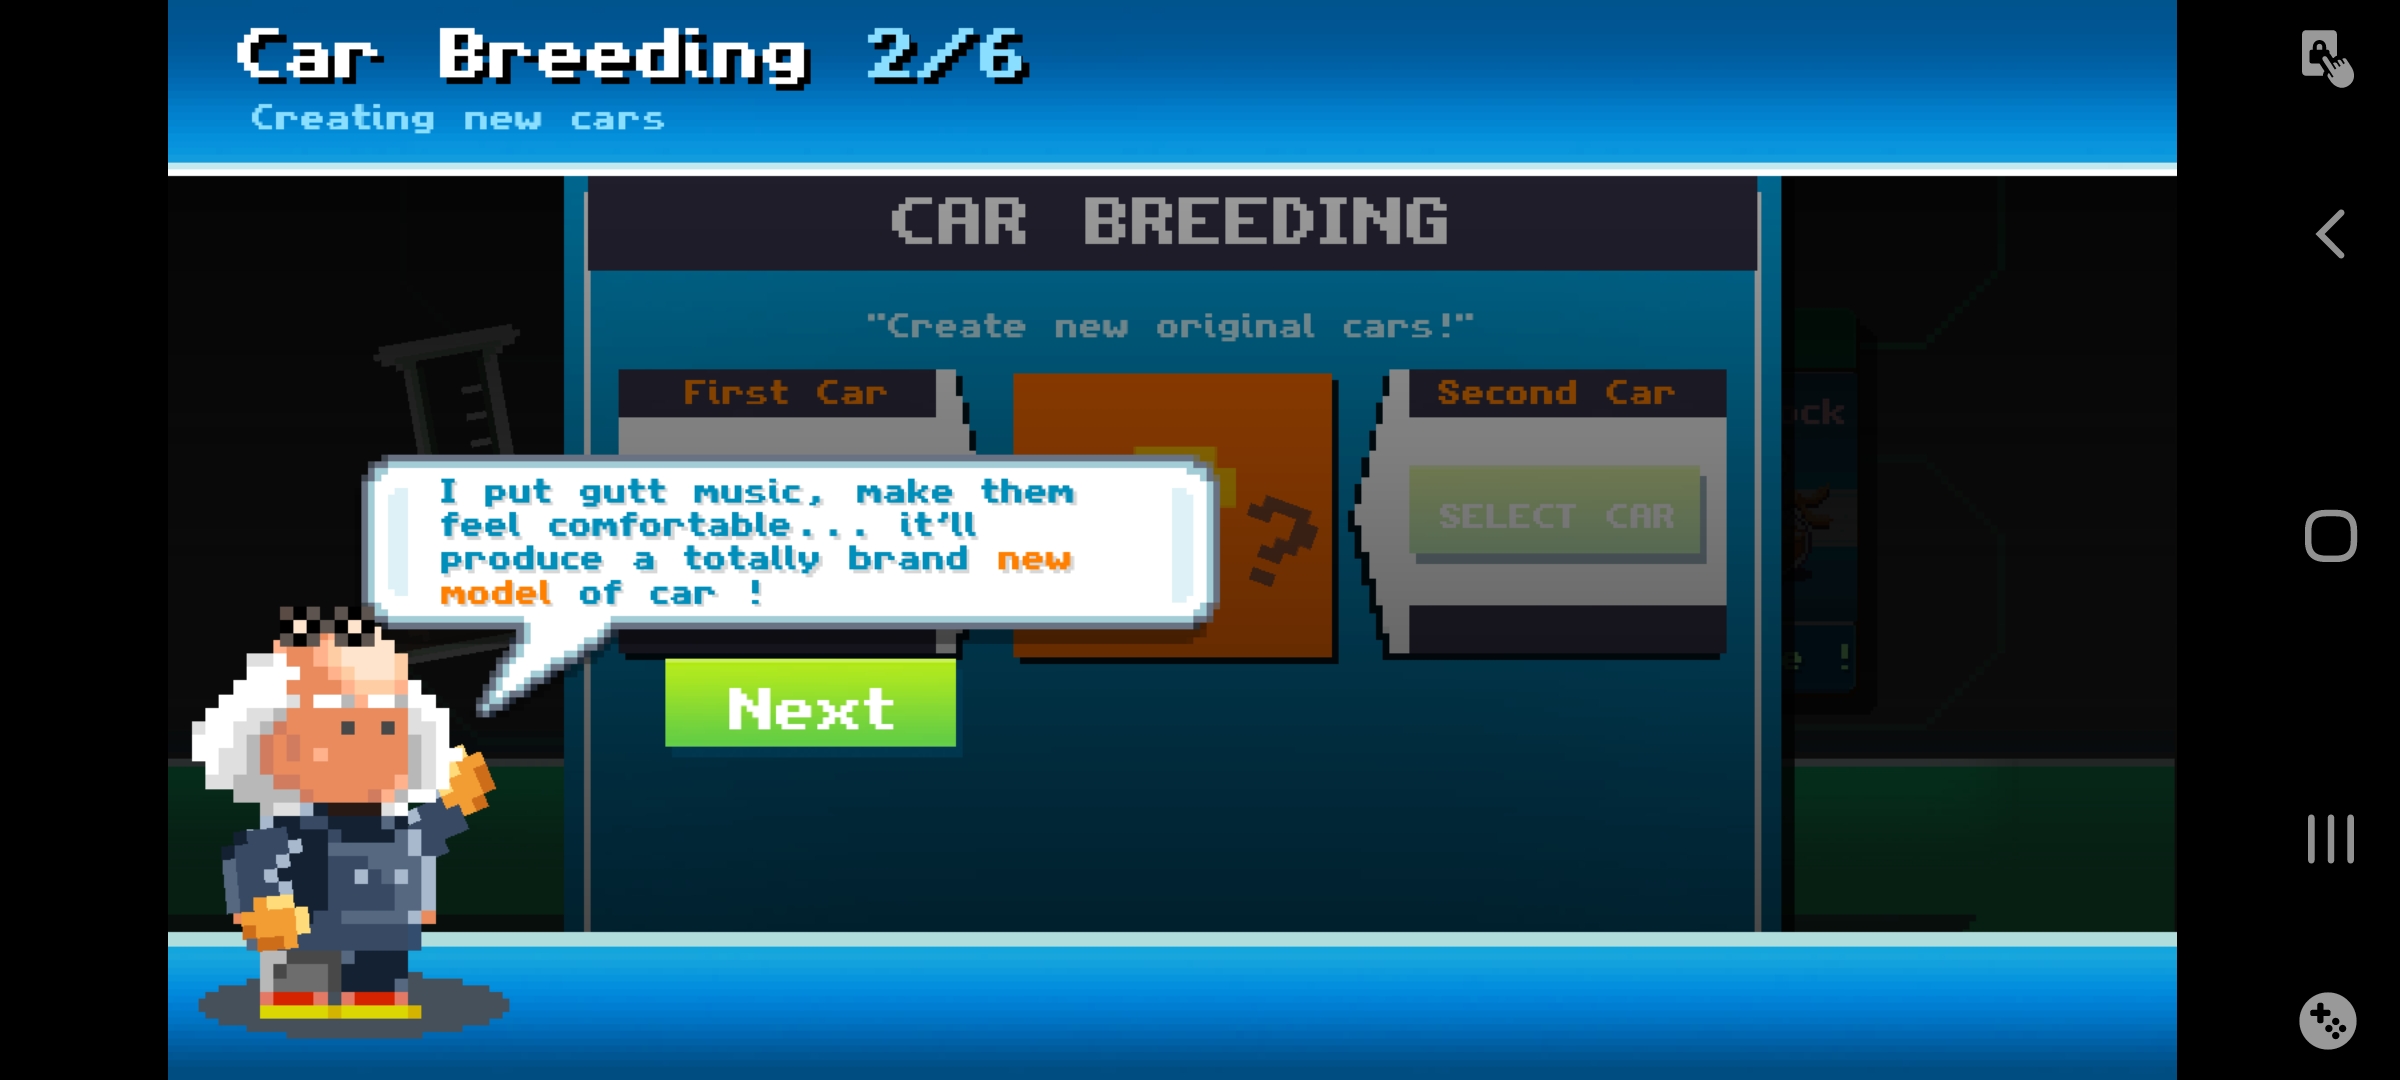 Car Breeding 2/6
Creating new cars
CAR BREEDING
"Create new original cars!"
First Car
Second Car
SELECT CAR
I put gutt music, make them
feel comfortable... it'll
produce a totally brand new
model of car !
?
Next
ock
e !